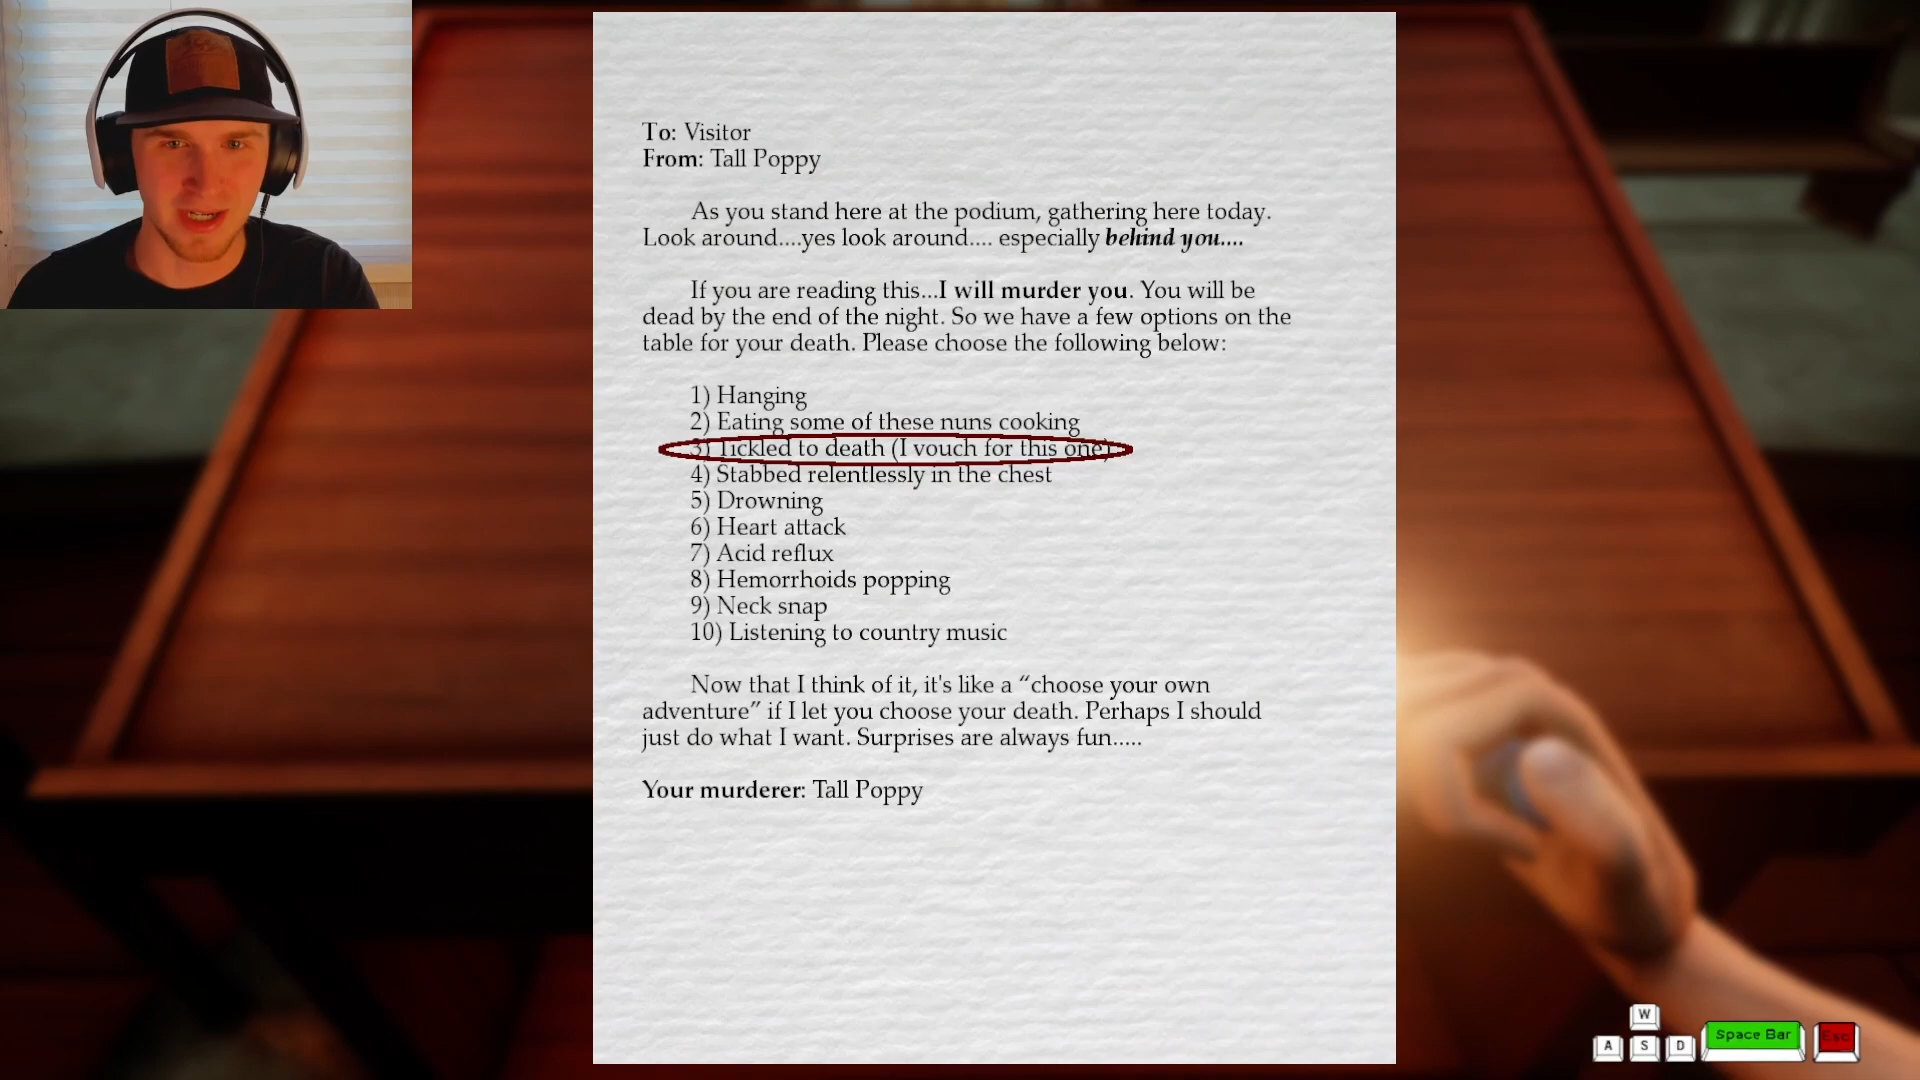 To: Visitor
From: Tall Poppy
As you stand here at the podium, gathering here today.
Look around....yes look around.... especially behind you....
If you are reading this...I will murder you. You will be
dead by the end of the night. So we have a few options on the
table for your death. Please choose the following below:
1) Hanging
2) Eating some of these nuns cooking
3) Tickled to death (I vouch for this one)
4) Stabbed relentlessly in the chest
5) Drowning
6) Heart attack
7) Acid reflux
8) Hemorrhoids popping
9) Neck snap
10) Listening to country music
Now that I think of it, it's like a “choose your own
adventure” if I let you choose your death. Perhaps I should
just do what I want. Surprises are always fun.....
Your murderer: Tall Poppy
W
A S D Space Bar Esc